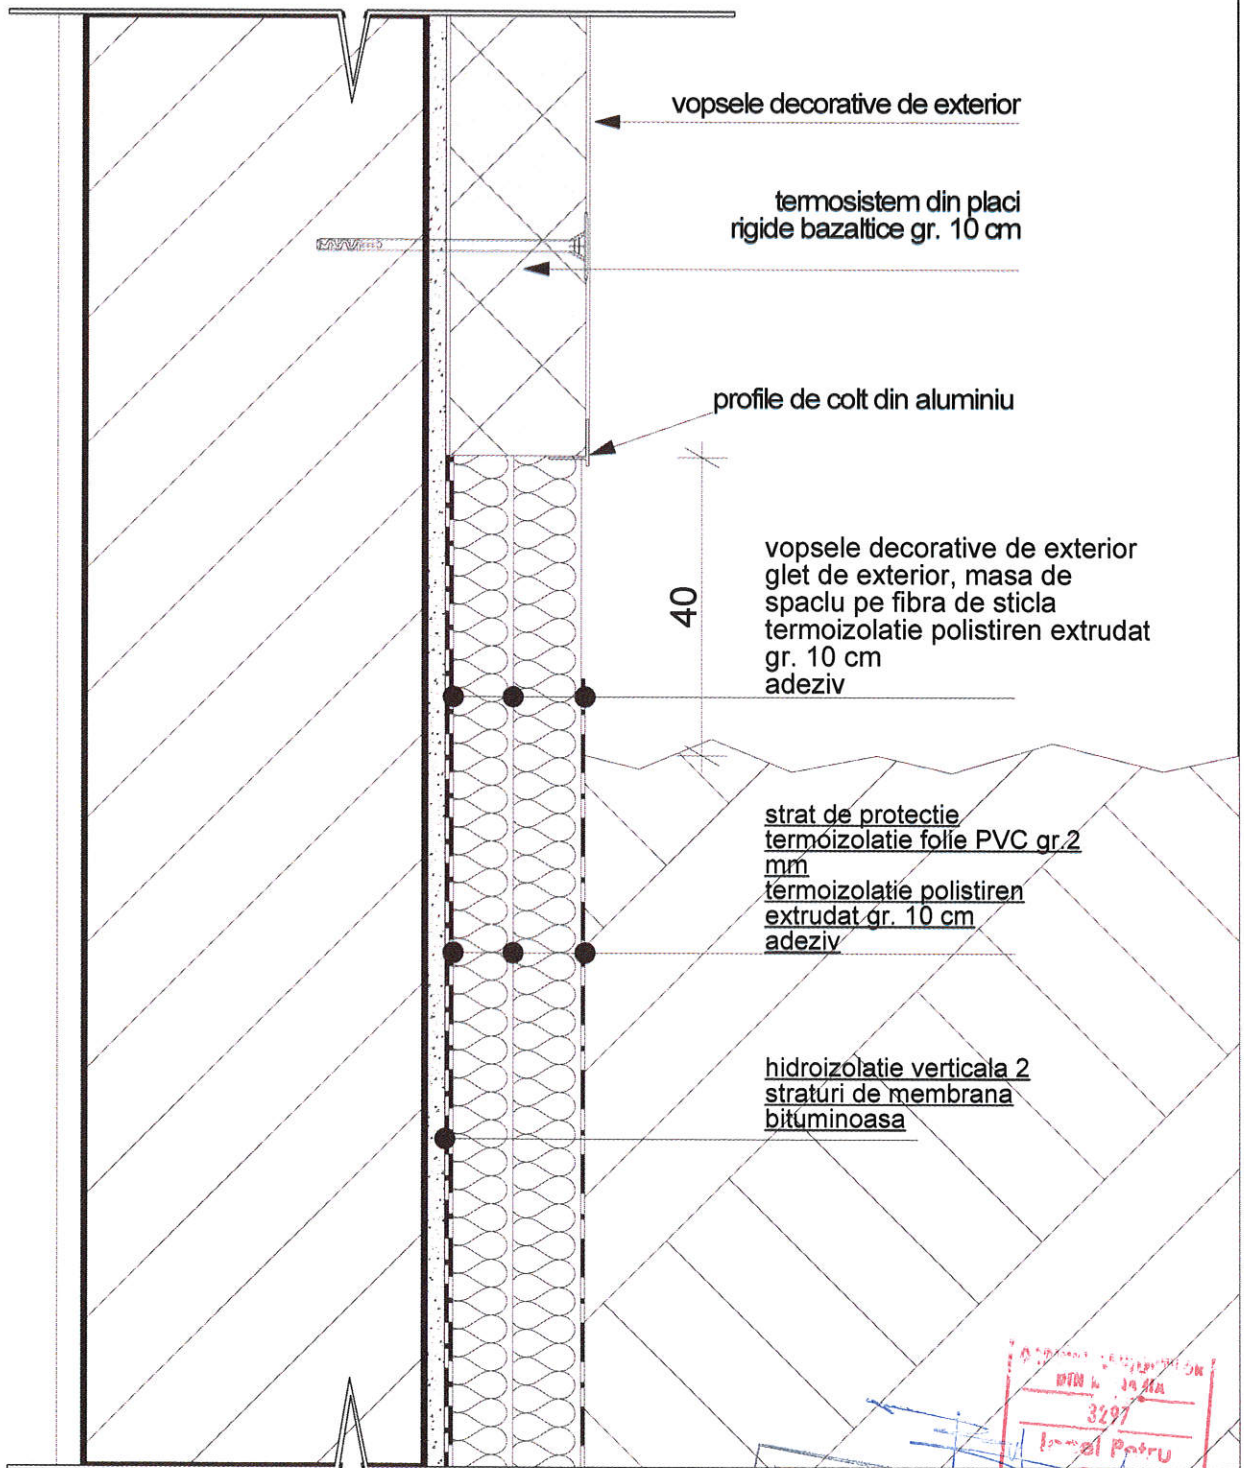 vopsele decorative de exterior
termosistem din placi
rigide bazaltice gr. 10 cm
profile de colt din aluminiu
40
vopsele decorative de exterior
glet de exterior, masa de
spaclu pe fibra de sticla
termoizolatie polistiren extrudat
gr. 10 cm
adeziv
strat de protectie
termoizolatie folie PVC gr.2
mm
termoizolatie polistiren
extrudat gr. 10 cm
adeziv
hidroizolatie verticala 2
straturi de membrana
bituminoasa
DIN
3297
Petru